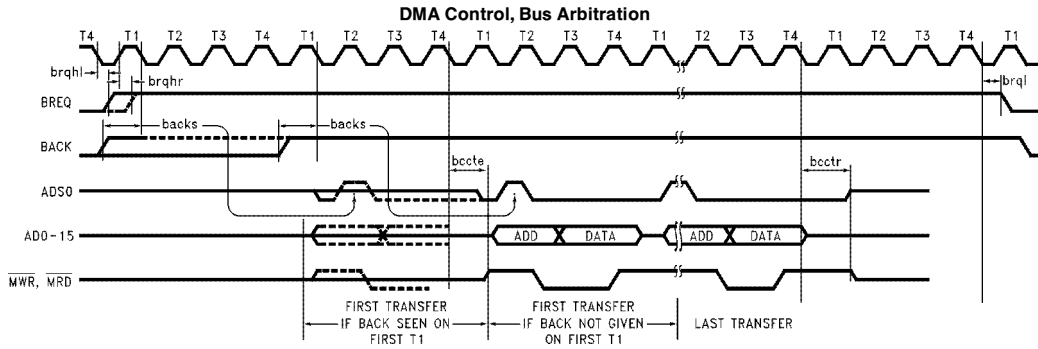 DMA Control, Bus Arbitration
T4 T1 T2 T3 T4 T1 T2 T3 T4 T1 T2 T3 T4 T1 T2 T3 T4 T1 T2 T3 T4 T1
brqhl
brqhr
brql
BREQ
backs
backs
BACK
bccte
bcctr
ADS0
AD0-15
ADD
DATA
ADD
DATA
MWR, MRD
FIRST TRANSFER
IF BACK SEEN ON
FIRST T1
FIRST TRANSFER
IF BACK NOT GIVEN
ON FIRST T1
LAST TRANSFER